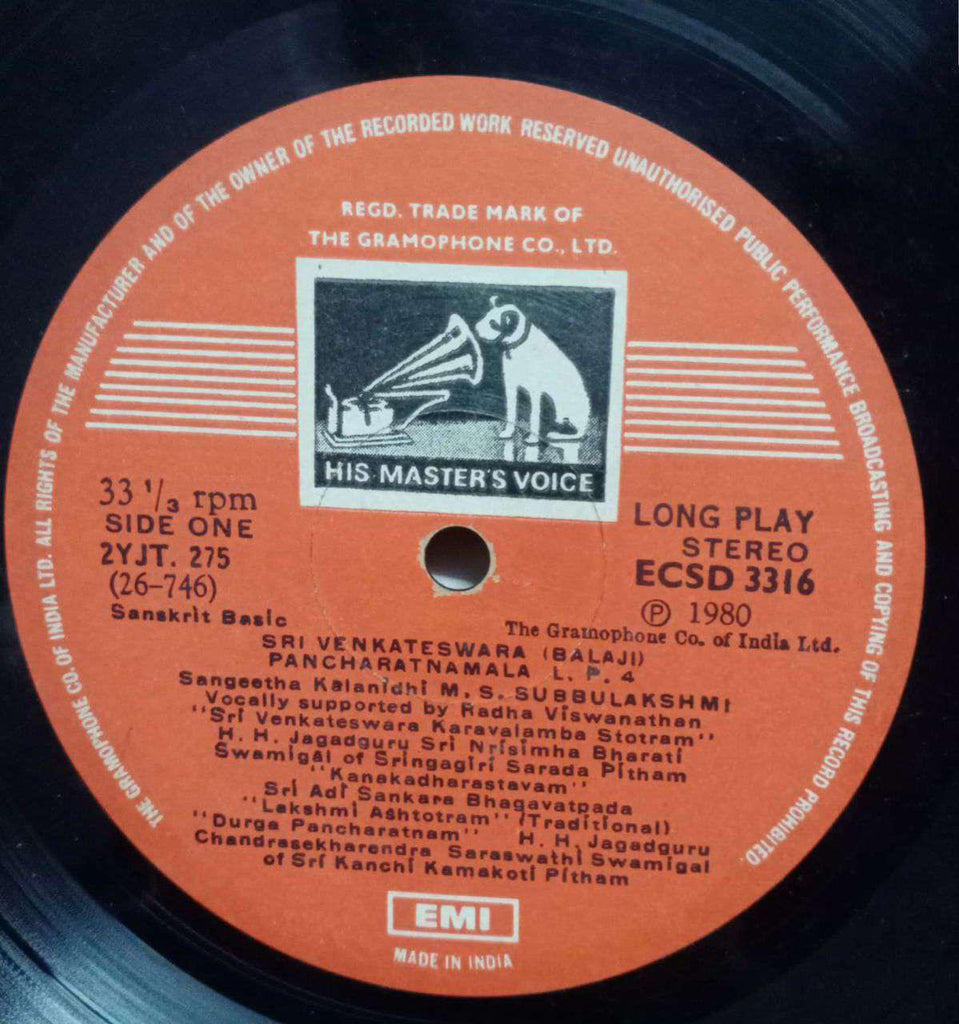 THE GRAMOPHONE CO. OF INDIA LTD. ALL RIGHTS OF THE MANUFACTURER AND OF THE OWNER OF THE RECORDED WORK RESERVED UNAUTHORISED PUBLIC PERFORMANCE BROADCASTING AND COPYING OF THIS RECORD PROHIBITED.
REGD. TRADE MARK OF
THE GRAMOPHONE CO., LTD.
HIS MASTER'S VOICE
33 1/3 rpm
SIDE ONE
2YJT. 275
(26-746)
Sanskrit Basic
LONG PLAY
STEREO
ECSD 3316
Ⓟ 1980
The Gramophone Co. of India Ltd.
SRI VENKATESWARA (BALAJI)
PANCHARATNAMALA L. P. 4
Sangeetha Kalanidhi M. S. SUBBULAKSHMI
Vocally supported by Radha Viswanathan
"Sri Venkateswara Karavalamba Stotram"
H. H. Jagadguru Sri Nrisimha Bharati
Swamigal of Sringagiri Sarada Pitham
"Kanakadharastavam"
Sri Adi Sankara Bhagavatpada
"Lakshmi Ashtotram" (Traditional)
"Durga Pancharatnam" H. H. Jagadguru
Chandrasekharendra Saraswathi Swamigal
of Sri Kanchi Kamakoti Pitham
EMI
MADE IN INDIA